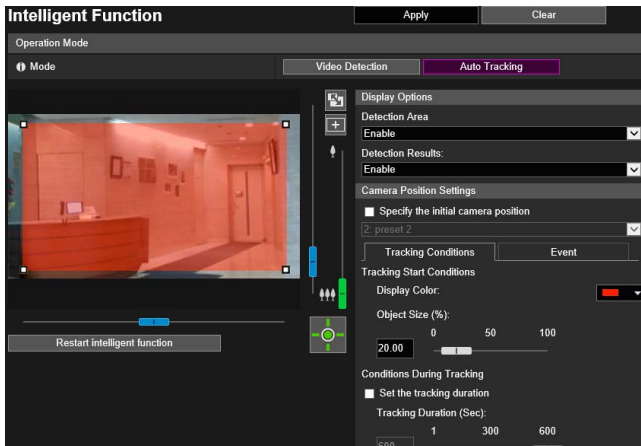 Intelligent Function
Apply
Clear
Operation Mode
Mode
Video Detection
Auto Tracking
Display Options
Detection Area
Enable
Detection Results:
Enable
Camera Position Settings
Specify the initial camera position
2: preset 2
Tracking Conditions
Event
Tracking Start Conditions
Display Color:
Object Size (%):
0 50 100
20.00
Restart intelligent function
Conditions During Tracking
Set the tracking duration
Tracking Duration (Sec):
1 300 600
600